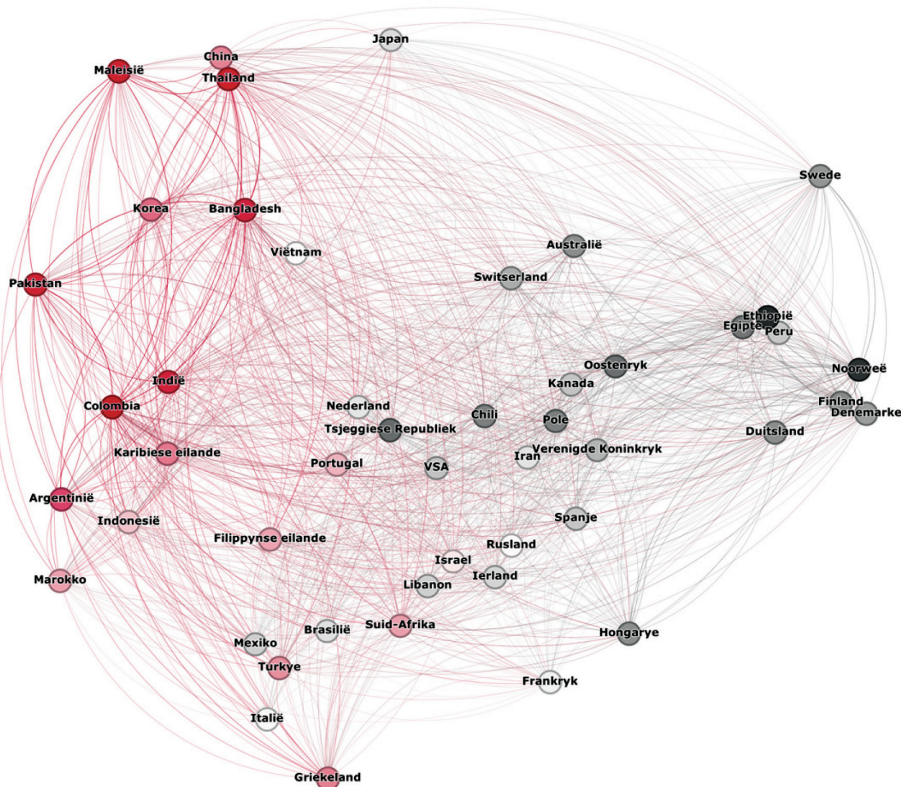 Japan
China
Maleisië
Thailand
Swede
Korea
Bangladesh
Viëtnam
Australië
Switserland
Pakistan
Ethiopië
Egipte
Peru
Oostenryk
Noorweë
Indië
Kanada
Colombia
Nederland
Finland
Denemarke
Chili
Pole
Tsjeggiese Republiek
Duitsland
Karibiese eilande
Verenigde Koninkryk
Portugal
VSA
Iran
Argentinië
Indonesië
Spanje
Filippynse eilande
Rusland
Israel
Marokko
Libanon
Ierland
Brasilië
Suid-Afrika
Hongarye
Mexiko
Turkye
Frankryk
Italië
Griekeland